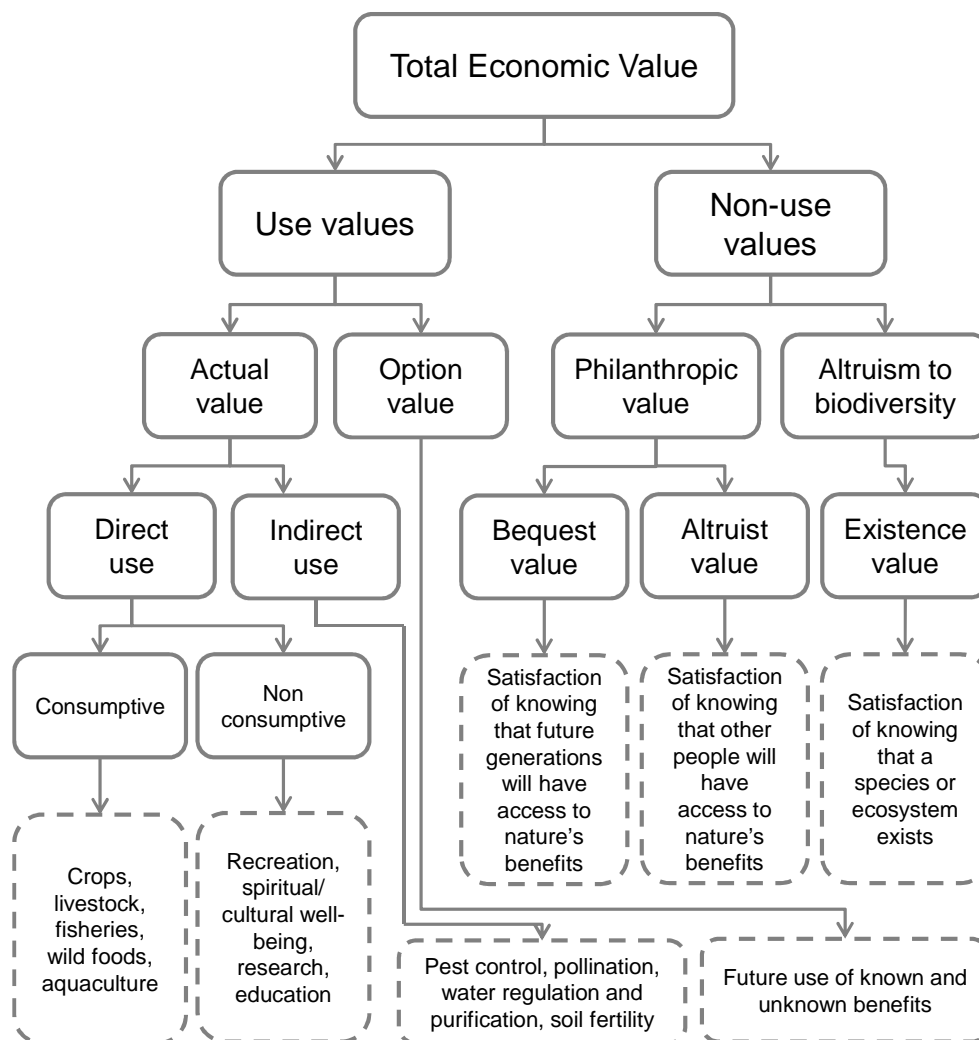 Total Economic Value
Use values
Non-use
values
Actual
value
Option
value
Philanthropic
value
Altruism to
biodiversity
Direct
use
Indirect
use
Bequest
value
Altruist
value
Existence
value
Consumptive
Non
consumptive
Satisfaction
of knowing
that future
generations
will have
access to
nature’s
benefits
Satisfaction
of knowing
that other
people will
have
access to
nature’s
benefits
Satisfaction
of knowing
that a
species or
ecosystem
exists
Crops,
livestock,
fisheries,
wild foods,
aquaculture
Recreation,
spiritual/
cultural well-
being,
research,
education
Pest control, pollination,
water regulation and
purification, soil fertility
Future use of known and
unknown benefits